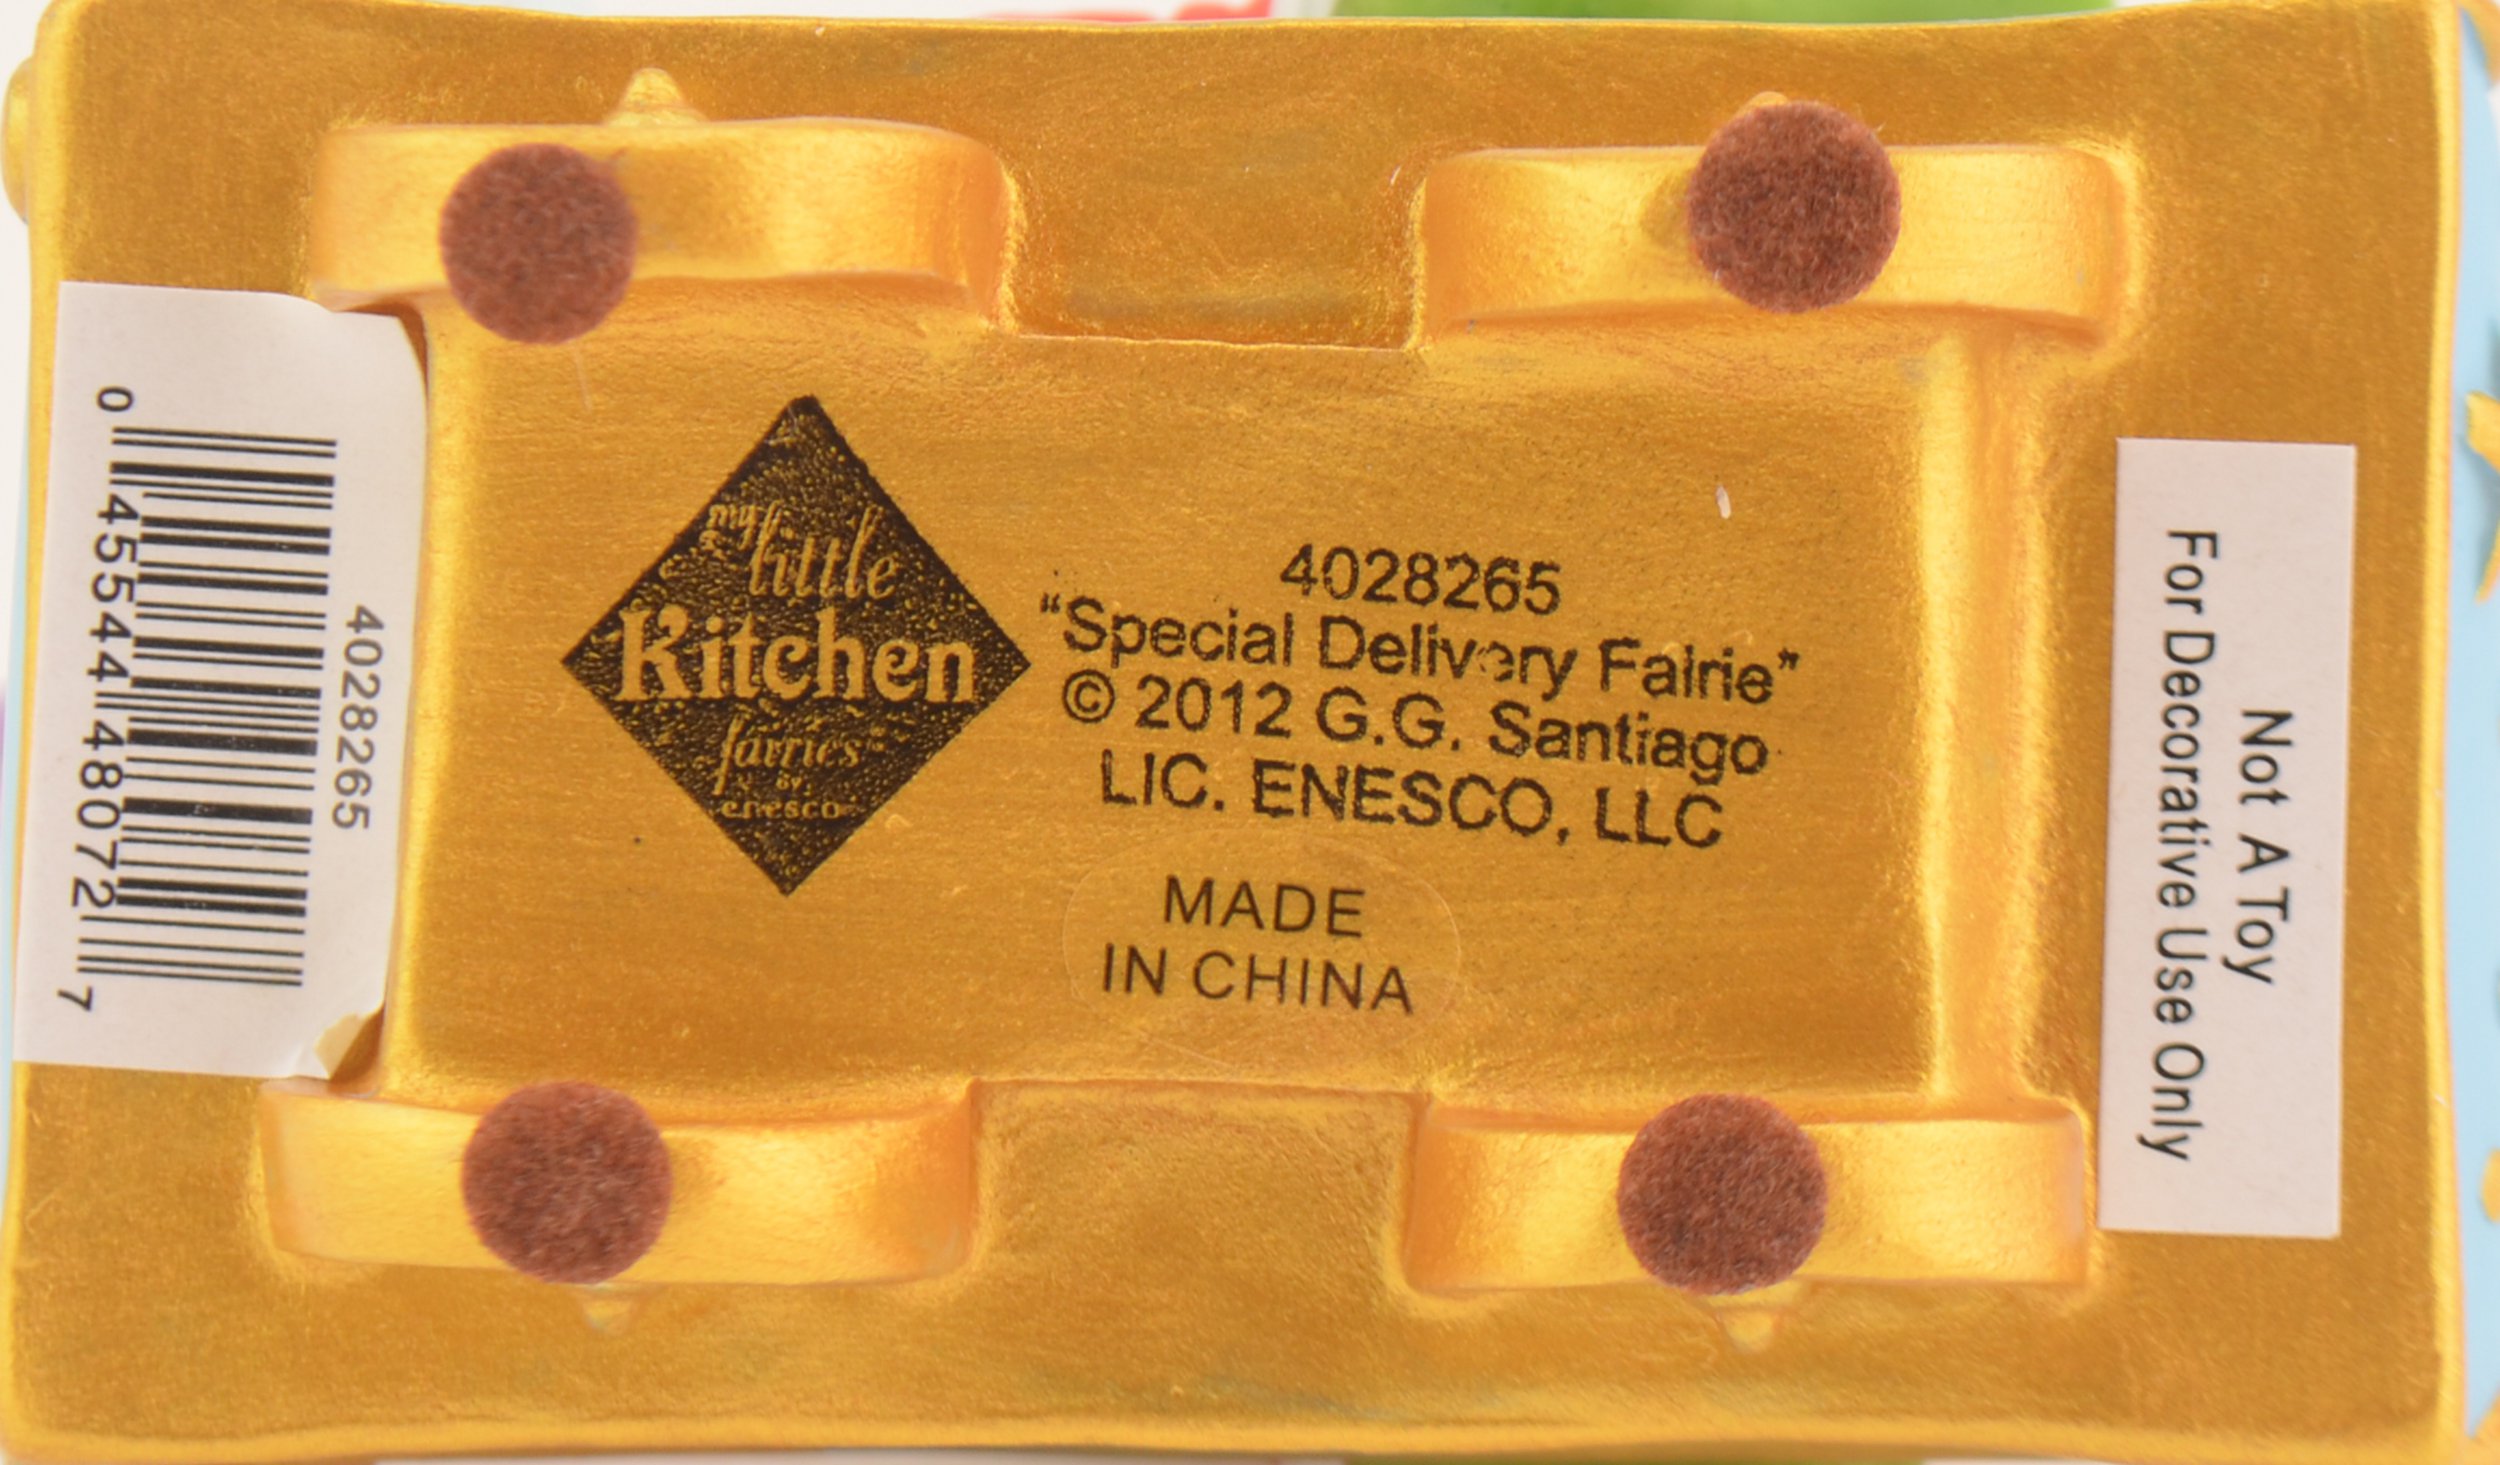 my
little
Kitchen
fairies
BY
enesco
4028265
"Special Delivery Fairie"
© 2012 G.G. Santiago
LIC. ENESCO, LLC
MADE
IN CHINA
4028265
0 45544 48072 7
Not A Toy
For Decorative Use Only